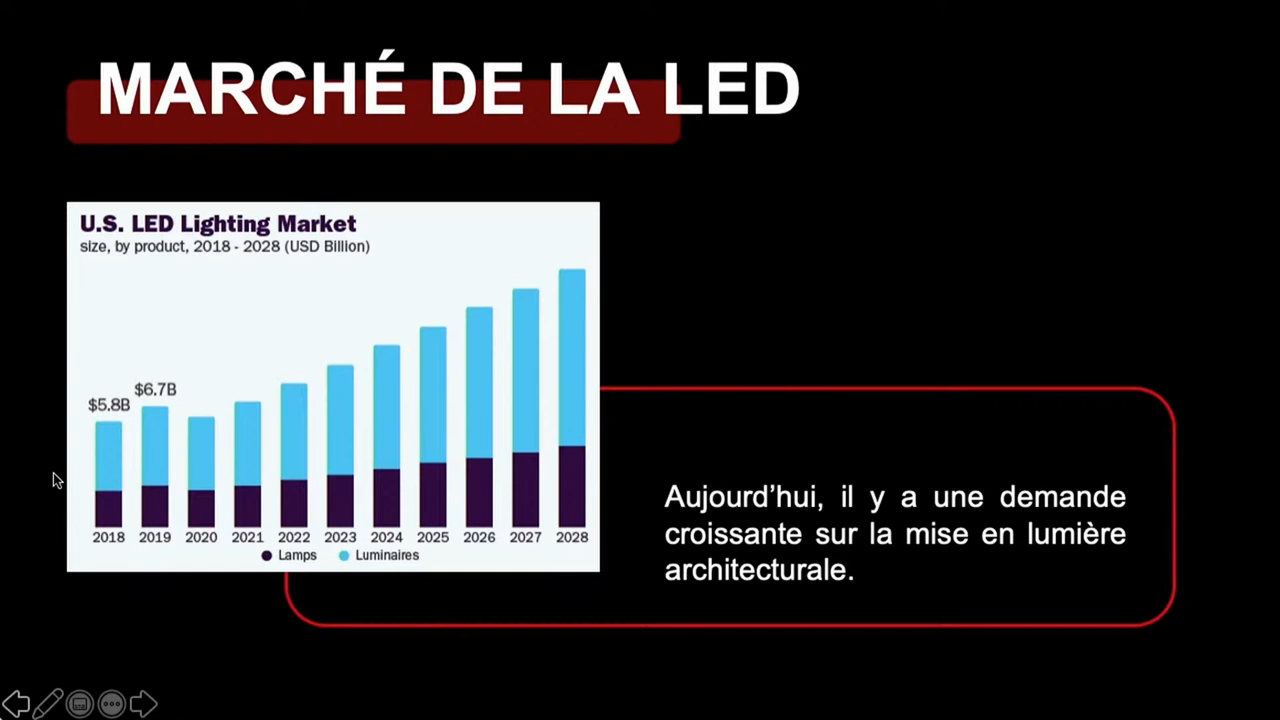 MARCHÉ DE LA LED
U.S. LED Lighting Market
size, by product, 2018 - 2028 (USD Billion)
$5.8B
$6.7B
2018 2019 2020 2021 2022 2023 2024 2025 2026 2027 2028
Lamps Luminaires
Aujourd’hui, il y a une demande
croissante sur la mise en lumière
architecturale.